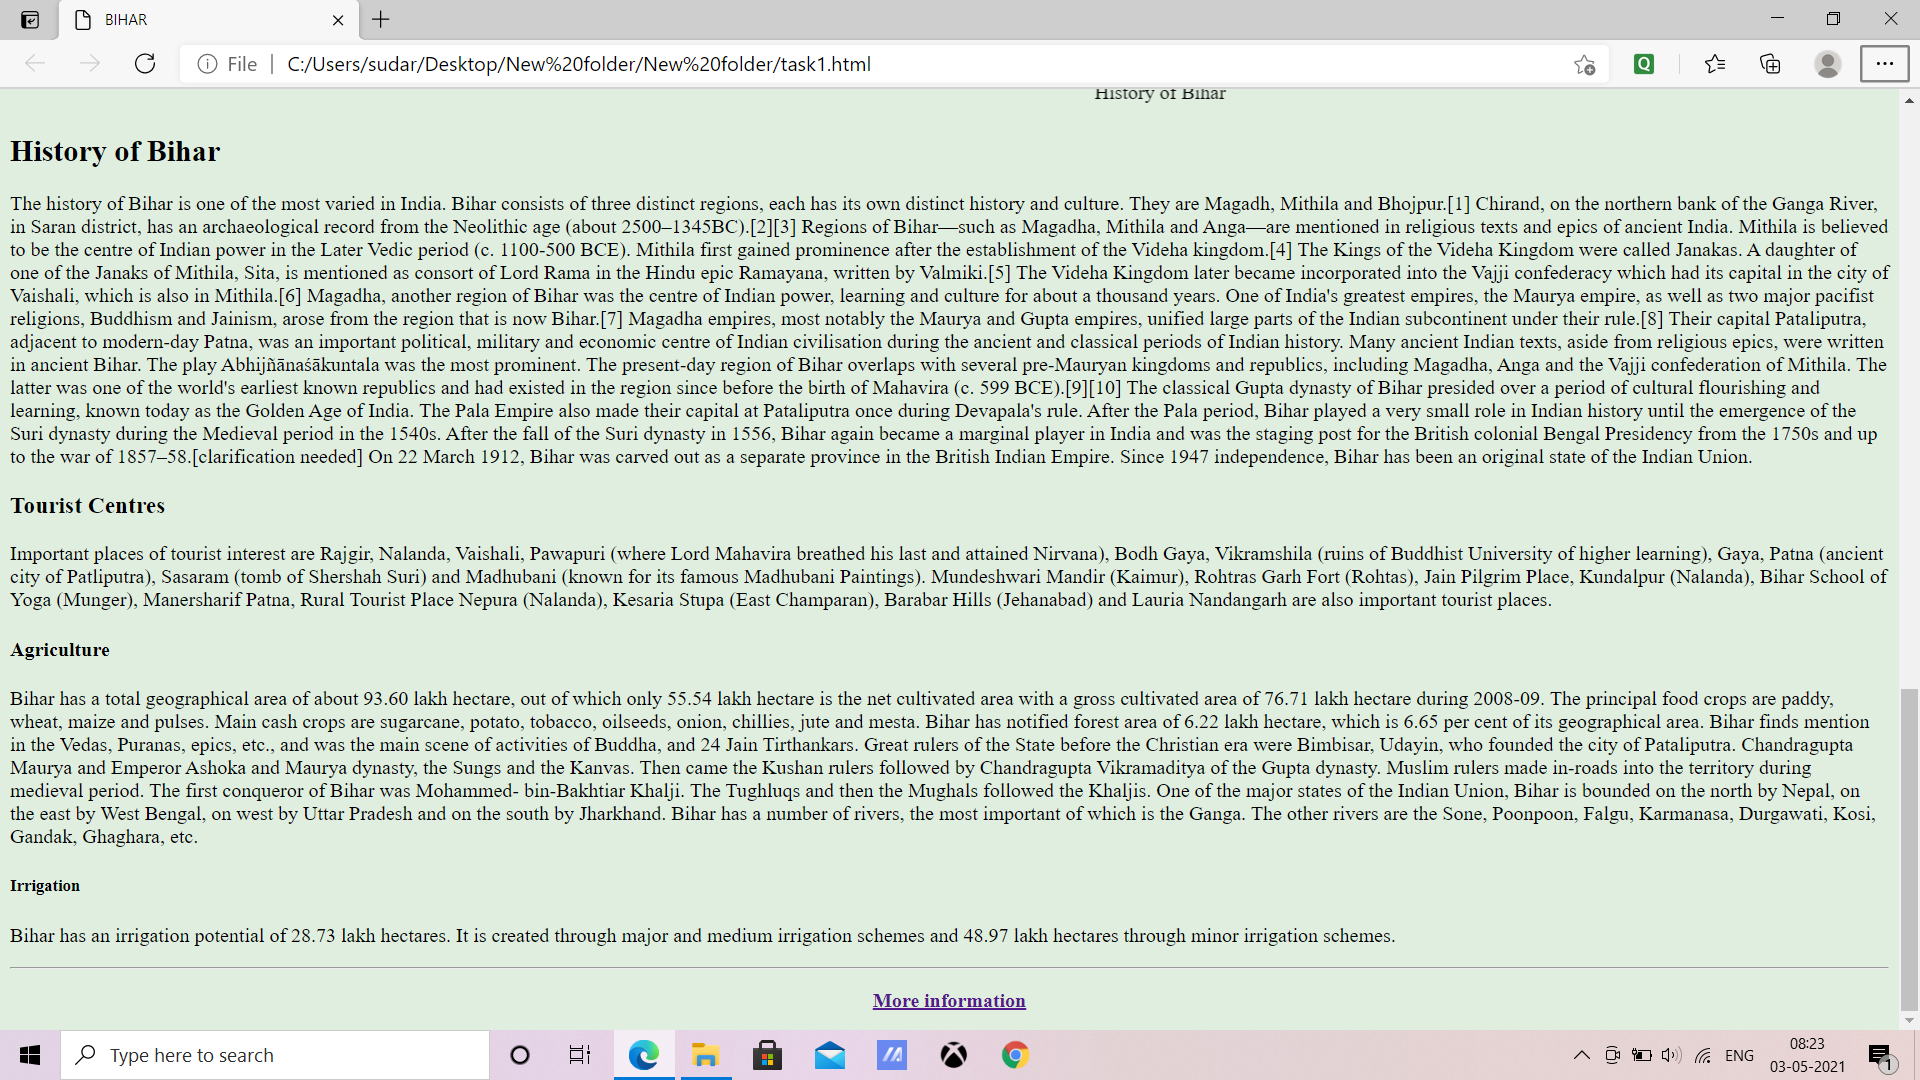 BIHAR
File
C:/Users/sudar/Desktop/New%20folder/New%20folder/task1.html
Q
History of Bihar
History of Bihar
The history of Bihar is one of the most varied in India. Bihar consists of three distinct regions, each has its own distinct history and culture. They are Magadh, Mithila and Bhojpur.[1] Chirand, on the northern bank of the Ganga River,
in Saran district, has an archaeological record from the Neolithic age (about 2500–1345BC).[2][3] Regions of Bihar—such as Magadha, Mithila and Anga—are mentioned in religious texts and epics of ancient India. Mithila is believed
to be the centre of Indian power in the Later Vedic period (c. 1100-500 BCE). Mithila first gained prominence after the establishment of the Videha kingdom.[4] The Kings of the Videha Kingdom were called Janakas. A daughter of
one of the Janaks of Mithila, Sita, is mentioned as consort of Lord Rama in the Hindu epic Ramayana, written by Valmiki.[5] The Videha Kingdom later became incorporated into the Vajji confederacy which had its capital in the city of
Vaishali, which is also in Mithila.[6] Magadha, another region of Bihar was the centre of Indian power, learning and culture for about a thousand years. One of India's greatest empires, the Maurya empire, as well as two major pacifist
religions, Buddhism and Jainism, arose from the region that is now Bihar.[7] Magadha empires, most notably the Maurya and Gupta empires, unified large parts of the Indian subcontinent under their rule.[8] Their capital Pataliputra,
adjacent to modern-day Patna, was an important political, military and economic centre of Indian civilisation during the ancient and classical periods of Indian history. Many ancient Indian texts, aside from religious epics, were written
in ancient Bihar. The play Abhijñānaśākuntala was the most prominent. The present-day region of Bihar overlaps with several pre-Mauryan kingdoms and republics, including Magadha, Anga and the Vajji confederation of Mithila. The
latter was one of the world's earliest known republics and had existed in the region since before the birth of Mahavira (c. 599 BCE).[9][10] The classical Gupta dynasty of Bihar presided over a period of cultural flourishing and
learning, known today as the Golden Age of India. The Pala Empire also made their capital at Pataliputra once during Devapala's rule. After the Pala period, Bihar played a very small role in Indian history until the emergence of the
Suri dynasty during the Medieval period in the 1540s. After the fall of the Suri dynasty in 1556, Bihar again became a marginal player in India and was the staging post for the British colonial Bengal Presidency from the 1750s and up
to the war of 1857–58.[clarification needed] On 22 March 1912, Bihar was carved out as a separate province in the British Indian Empire. Since 1947 independence, Bihar has been an original state of the Indian Union.
Tourist Centres
Important places of tourist interest are Rajgir, Nalanda, Vaishali, Pawapuri (where Lord Mahavira breathed his last and attained Nirvana), Bodh Gaya, Vikramshila (ruins of Buddhist University of higher learning), Gaya, Patna (ancient
city of Patliputra), Sasaram (tomb of Shershah Suri) and Madhubani (known for its famous Madhubani Paintings). Mundeshwari Mandir (Kaimur), Rohtras Garh Fort (Rohtas), Jain Pilgrim Place, Kundalpur (Nalanda), Bihar School of
Yoga (Munger), Manersharif Patna, Rural Tourist Place Nepura (Nalanda), Kesaria Stupa (East Champaran), Barabar Hills (Jehanabad) and Lauria Nandangarh are also important tourist places.
Agriculture
Bihar has a total geographical area of about 93.60 lakh hectare, out of which only 55.54 lakh hectare is the net cultivated area with a gross cultivated area of 76.71 lakh hectare during 2008-09. The principal food crops are paddy,
wheat, maize and pulses. Main cash crops are sugarcane, potato, tobacco, oilseeds, onion, chillies, jute and mesta. Bihar has notified forest area of 6.22 lakh hectare, which is 6.65 per cent of its geographical area. Bihar finds mention
in the Vedas, Puranas, epics, etc., and was the main scene of activities of Buddha, and 24 Jain Tirthankars. Great rulers of the State before the Christian era were Bimbisar, Udayin, who founded the city of Pataliputra. Chandragupta
Maurya and Emperor Ashoka and Maurya dynasty, the Sungs and the Kanvas. Then came the Kushan rulers followed by Chandragupta Vikramaditya of the Gupta dynasty. Muslim rulers made in-roads into the territory during
medieval period. The first conqueror of Bihar was Mohammed- bin-Bakhtiar Khalji. The Tughluqs and then the Mughals followed the Khaljis. One of the major states of the Indian Union, Bihar is bounded on the north by Nepal, on
the east by West Bengal, on west by Uttar Pradesh and on the south by Jharkhand. Bihar has a number of rivers, the most important of which is the Ganga. The other rivers are the Sone, Poonpoon, Falgu, Karmanasa, Durgawati, Kosi,
Gandak, Ghaghara, etc.
Irrigation
Bihar has an irrigation potential of 28.73 lakh hectares. It is created through major and medium irrigation schemes and 48.97 lakh hectares through minor irrigation schemes.
More information
Type here to search
ENG
08:23
03-05-2021
1